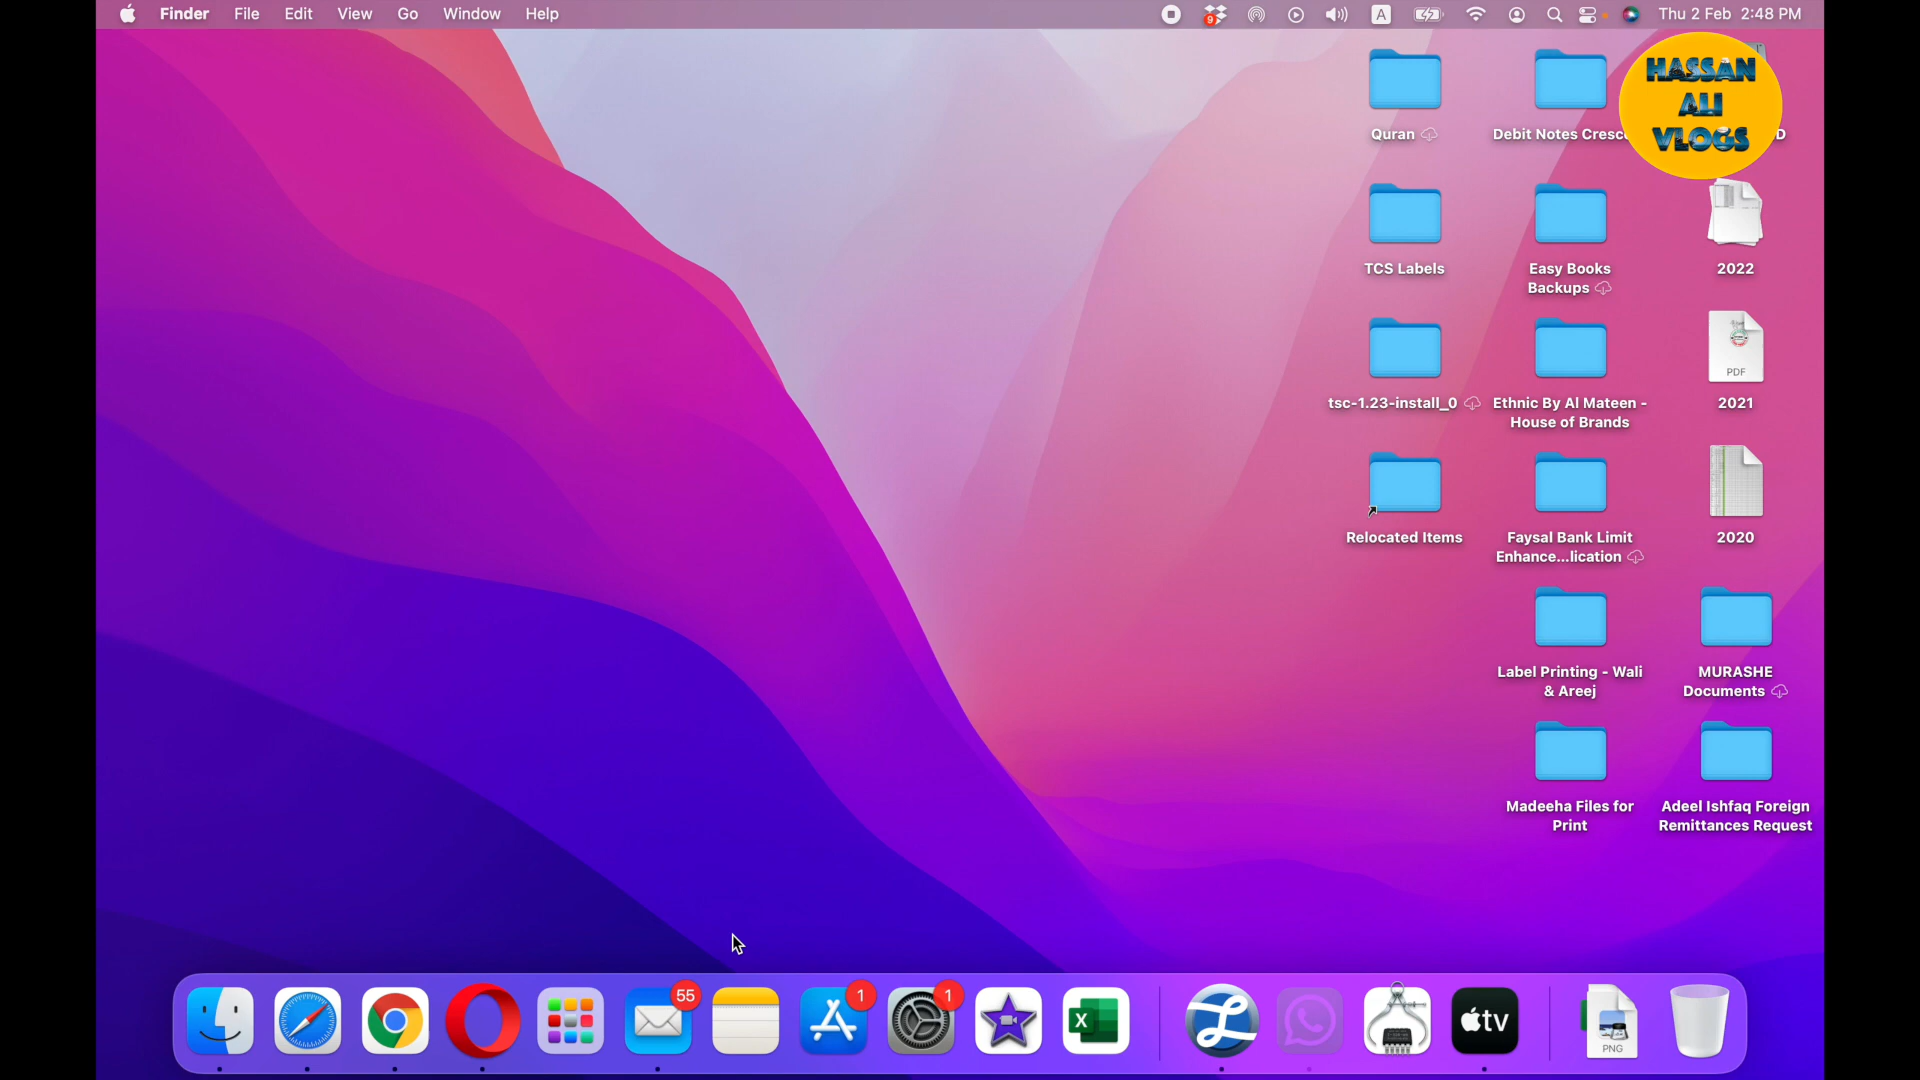 Finder File Edit View Go Window Help
9
A
Thu 2 Feb 2:48 PM
HASSAN
ALI
VLOGS
Quran
Debit Notes
D
TCS Labels
Easy Books
Backups
2022
tsc-1.23-install_0
Ethnic By Al Mateen -
House of Brands
PDF
2021
Relocated Items
Faysal Bank Limit
Enhance...lication
2020
Label Printing - Wali
& Areej
MURASHE
Documents
Madeeha Files for
Print
Adeel Ishfaq Foreign
Remittances Request
55
1
1
X
L
tv
PNG